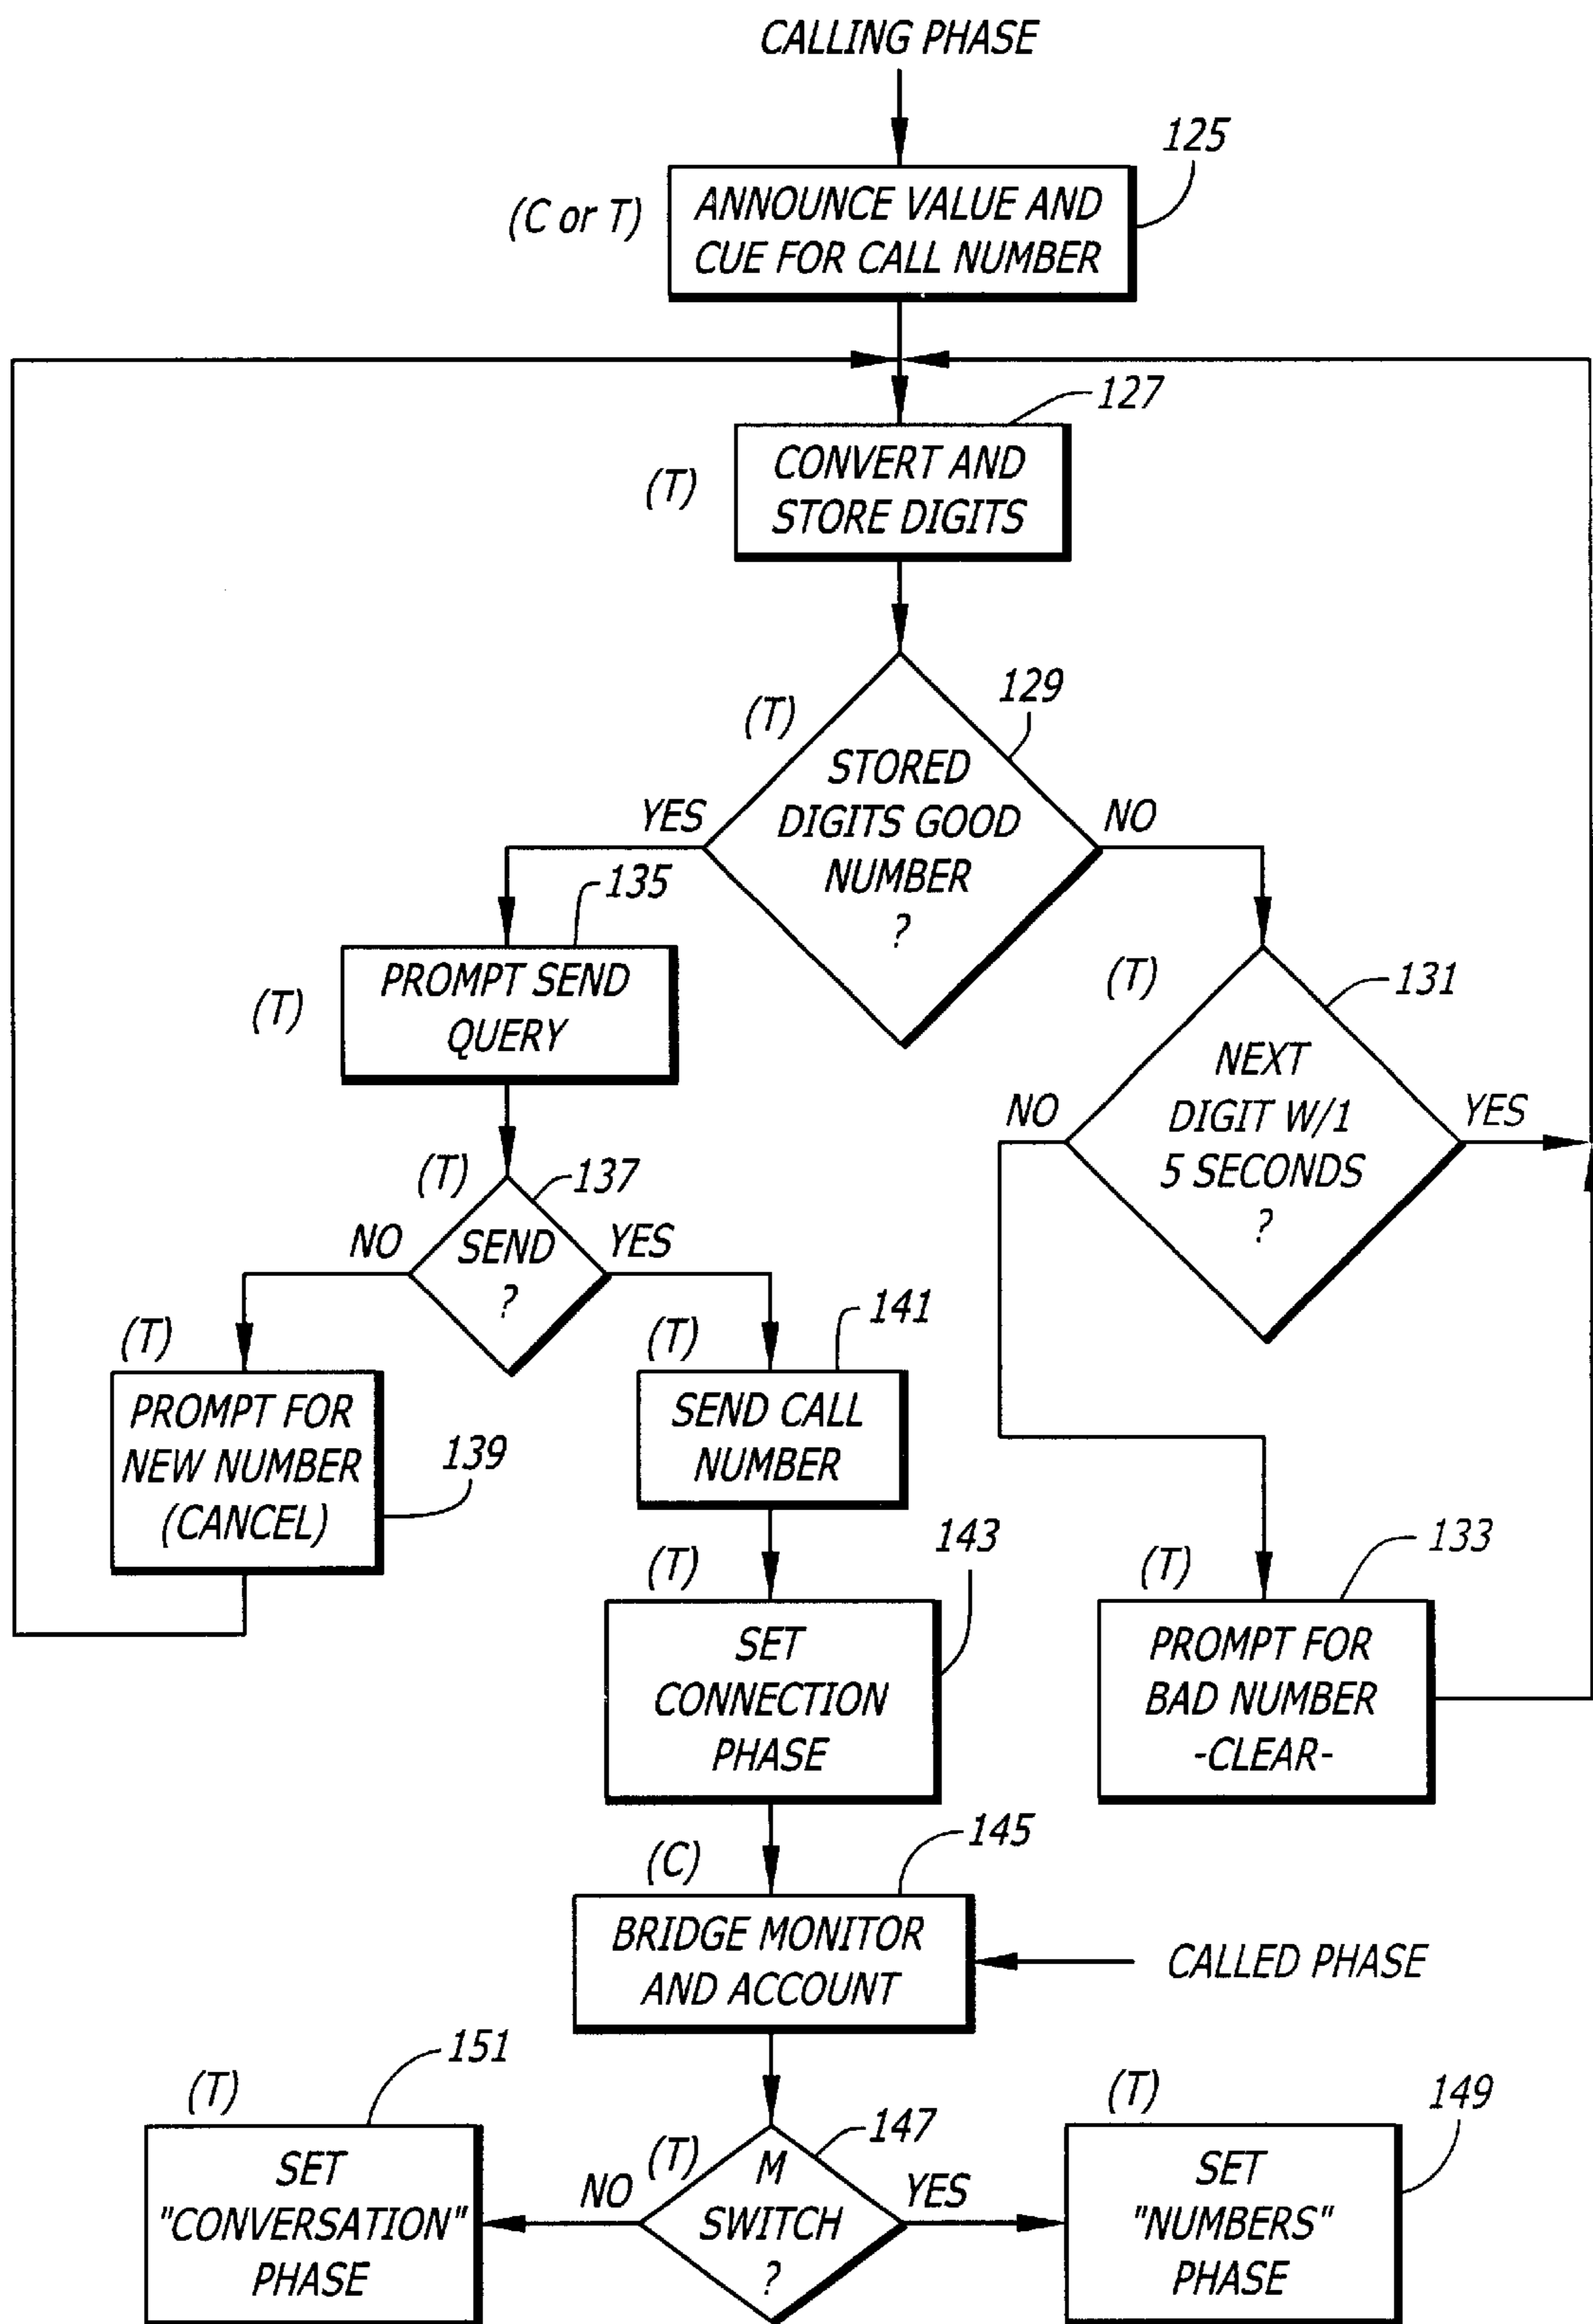 CALLING PHASE
125
(C or T)
ANNOUNCE VALUE AND
CUE FOR CALL NUMBER
127
(T)
CONVERT AND
STORE DIGITS
129
(T)
STORED
DIGITS GOOD
NUMBER
?
YES
NO
135
(T)
PROMPT SEND
QUERY
131
(T)
NEXT
DIGIT W/1
5 SECONDS
?
NO
YES
137
(T)
SEND
?
NO
YES
141
(T)
PROMPT FOR
NEW NUMBER
(CANCEL)
139
(T)
SEND CALL
NUMBER
143
(T)
SET
CONNECTION
PHASE
133
(T)
PROMPT FOR
BAD NUMBER
-CLEAR-
145
(C)
BRIDGE MONITOR
AND ACCOUNT
CALLED PHASE
151
(T)
SET
"CONVERSATION"
PHASE
147
(T)
M
SWITCH
?
NO
YES
149
(T)
SET
"NUMBERS"
PHASE